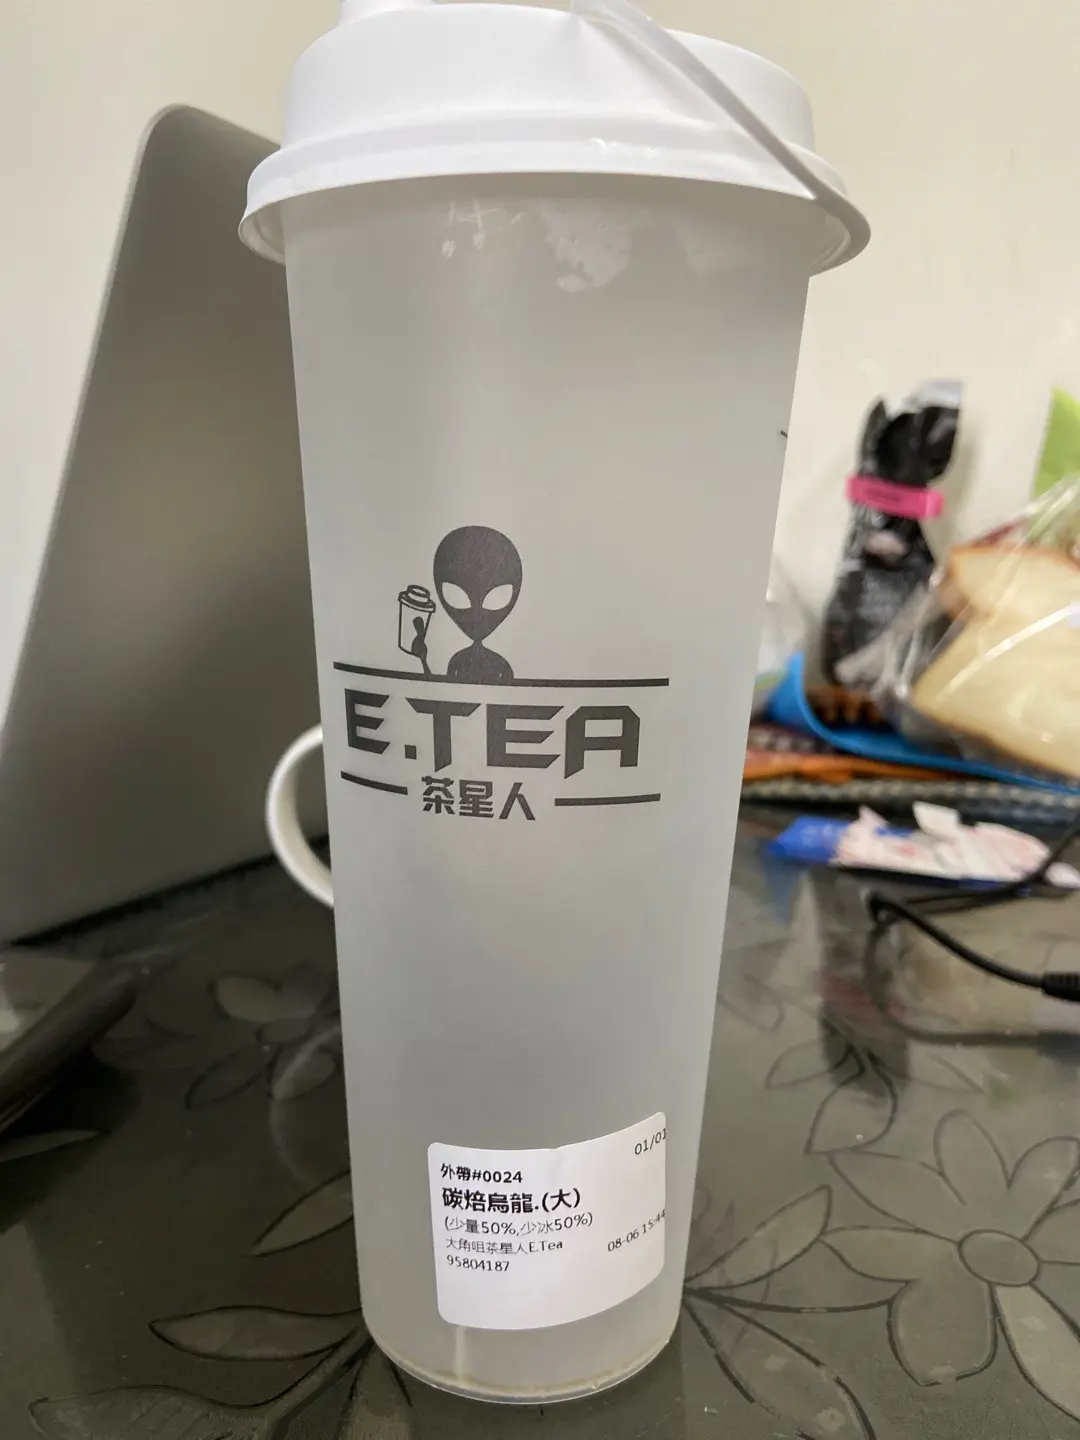 E.TEA
茶星人
01/01
外帶#0024
碳焙烏龍.(大)
(少量50%,少冰50%)
大角咀茶星人E.Tea
08-06 15:44
95804187